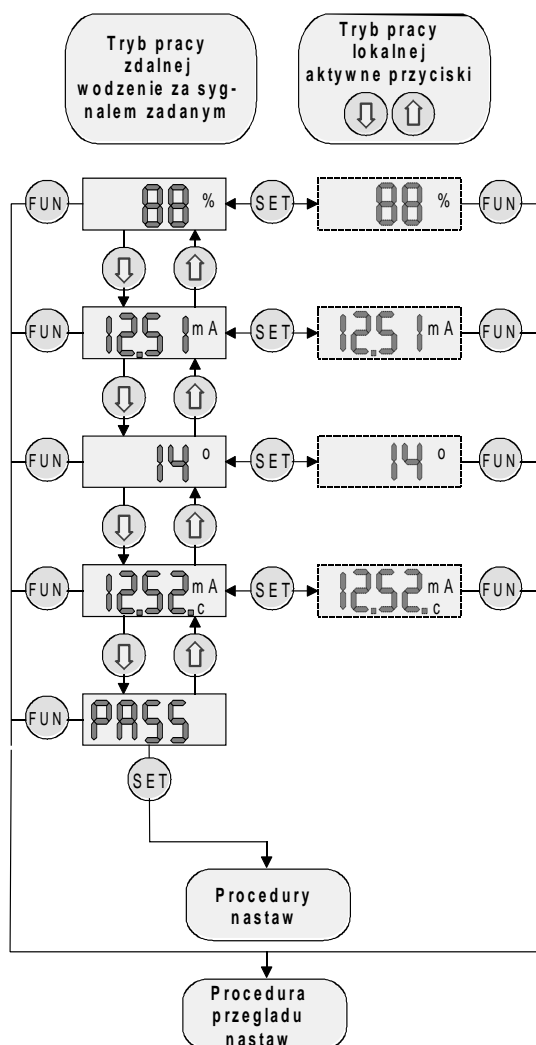 Tryb pracy
zdalnej
wodzenie za syg-
nalem zadanym
Tryb pracy
lokalnej
aktywne przyciski
FUN 88 % SET 88 % FUN
FUN 12.51 mA SET 12.51 mA FUN
FUN 14 o SET 14 o FUN
FUN 12.52. mA c SET 12.52. mA c FUN
FUN PASS
SET
Procedury
nastaw
Procedura
przegladu
nastaw